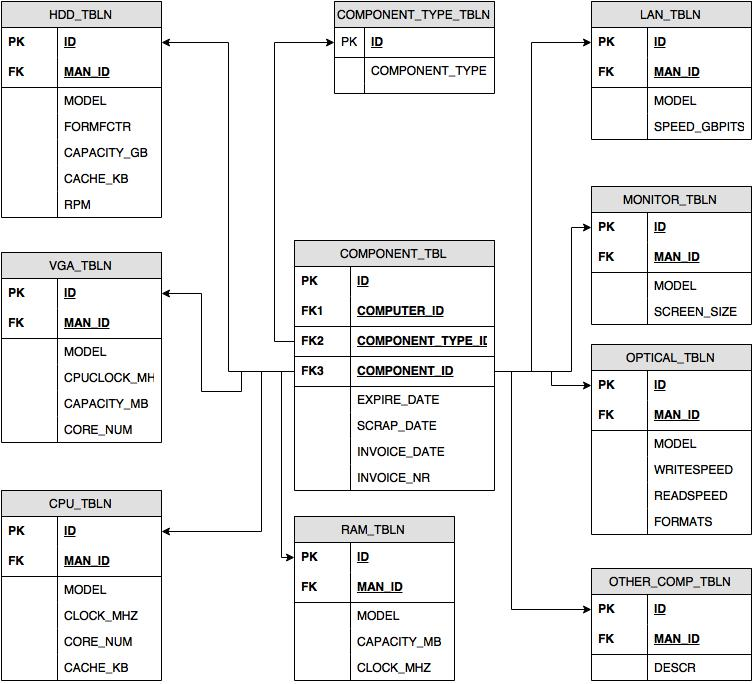 HDD_TBLN
PK ID
FK MAN_ID
MODEL
FORMFCTR
CAPACITY_GB
CACHE_KB
RPM
COMPONENT_TYPE_TBLN
PK ID
COMPONENT_TYPE
LAN_TBLN
PK ID
FK MAN_ID
MODEL
SPEED_GBPITS
VGA_TBLN
PK ID
FK MAN_ID
MODEL
CPUCLOCK_MH
CAPACITY_MB
CORE_NUM
COMPONENT_TBL
PK ID
FK1 COMPUTER_ID
FK2 COMPONENT_TYPE_ID
FK3 COMPONENT_ID
EXPIRE_DATE
SCRAP_DATE
INVOICE_DATE
INVOICE_NR
MONITOR_TBLN
PK ID
FK MAN_ID
MODEL
SCREEN_SIZE
OPTICAL_TBLN
PK ID
FK MAN_ID
MODEL
WRITESPEED
READSPEED
FORMATS
CPU_TBLN
PK ID
FK MAN_ID
MODEL
CLOCK_MHZ
CORE_NUM
CACHE_KB
RAM_TBLN
PK ID
FK MAN_ID
MODEL
CAPACITY_MB
CLOCK_MHZ
OTHER_COMP_TBLN
PK ID
FK MAN_ID
DESCR